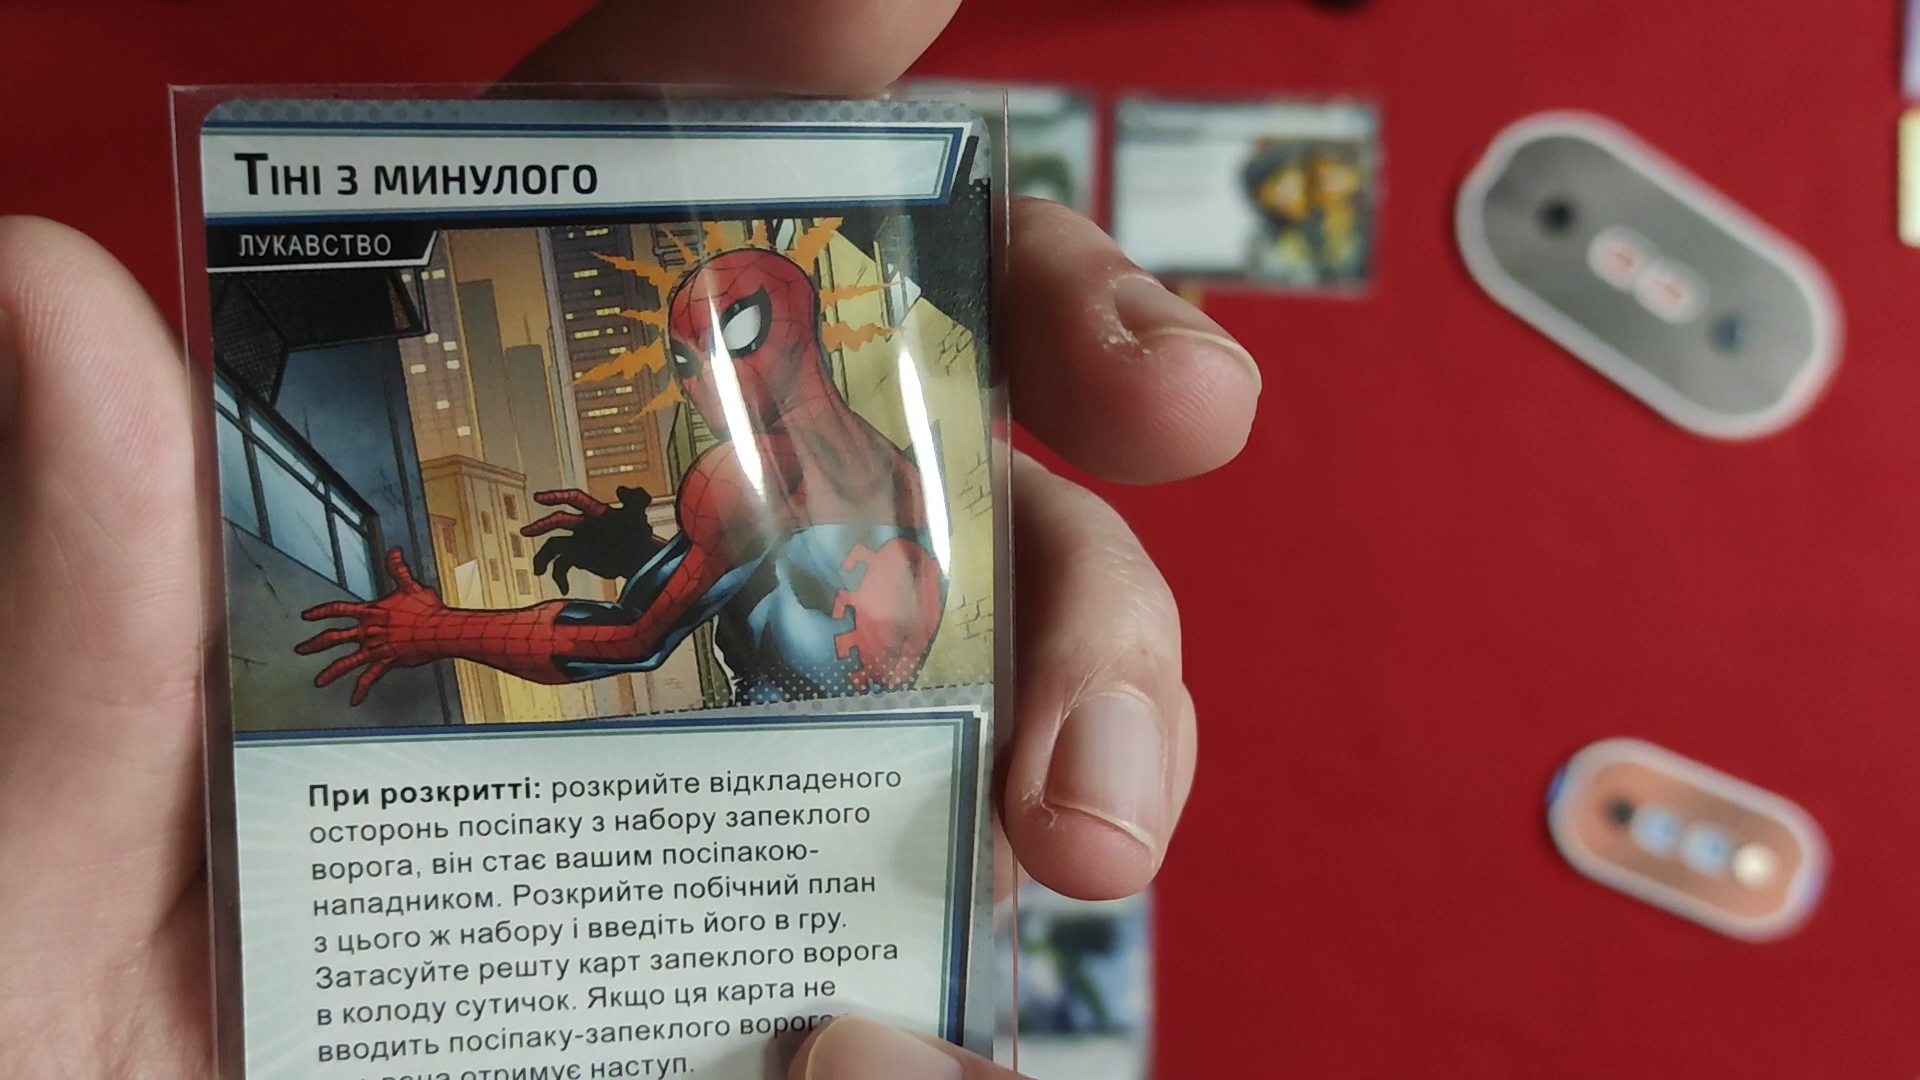 Тіні з минулого
ЛУКАВСТВО
При розкритті: розкрийте відкладеного
осторонь посіпаку з набору запеклого
ворога, він стає вашим посіпакою-
нападником. Розкрийте побічний план
з цього ж набору і введіть його в гру.
Затасуйте решту карт запеклого ворога
в колоду сутичок. Якщо ця карта не
вводить посіпаку-запеклого ворога
вона отримує наступ.